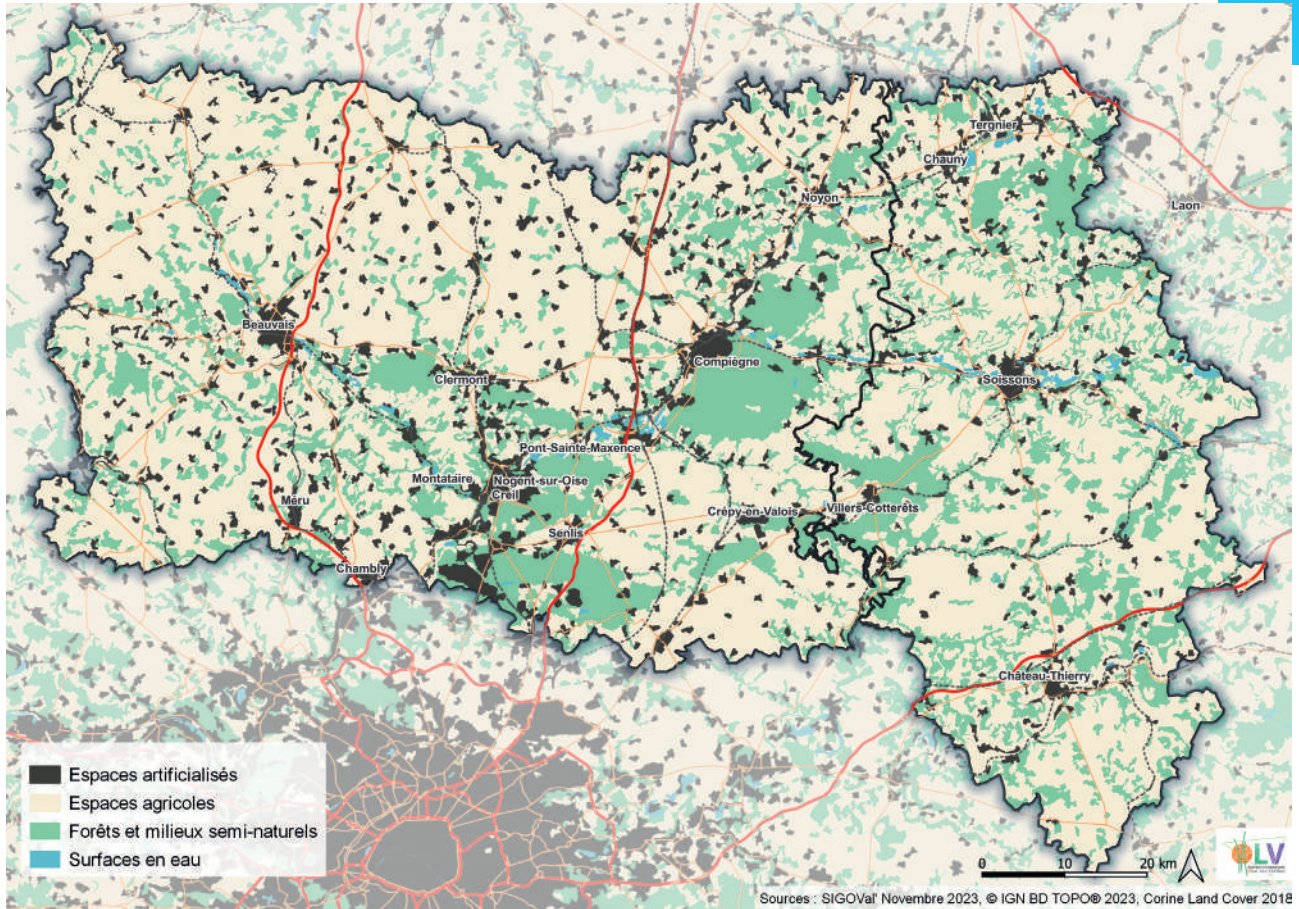 Tergnier
Chauny
Noyon
Laon
Beauvais
Compiègne
Clermont
Soissons
Pont-Sainte-Maxence
Montataire
Nogent-sur-Oise
Creil
Méru
Crépy-en-Valois
Villers-Cotterêts
Senlis
Chambly
Château-Thierry
Espaces artificialisés
Espaces agricoles
Forêts et milieux semi-naturels
Surfaces en eau
0 10 20 km
OLV
Sources : SIGOVal' Novembre 2023, © IGN BD TOPO® 2023, Corine Land Cover 2018